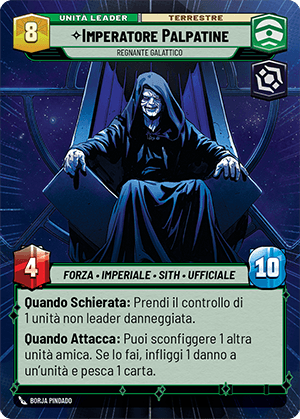 UNITÀ LEADER
TERRESTRE
8
IMPERATORE PALPATINE
REGNANTE GALATTICO
4
10
FORZA • IMPERIALE • SITH • UFFICIALE
Quando Schierata: Prendi il controllo di
1 unità non leader danneggiata.
Quando Attacca: Puoi sconfiggere 1 altra
unità amica. Se lo fai, infliggi 1 danno a
un'unità e pesca 1 carta.
BORJA PINDADO